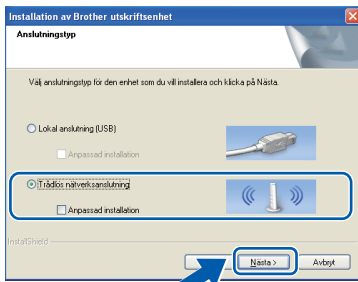 Installation av Brother utskriftsenhet
Anslutningstyp
Välj anslutningstyp för den enhet som du vill installera och klicka på Nästa.
Lokal anslutning (USB)
Anpassad installation
Trådlös nätverksanslutning
Anpassad installation
InstallShield
Nästa >
Avbryt